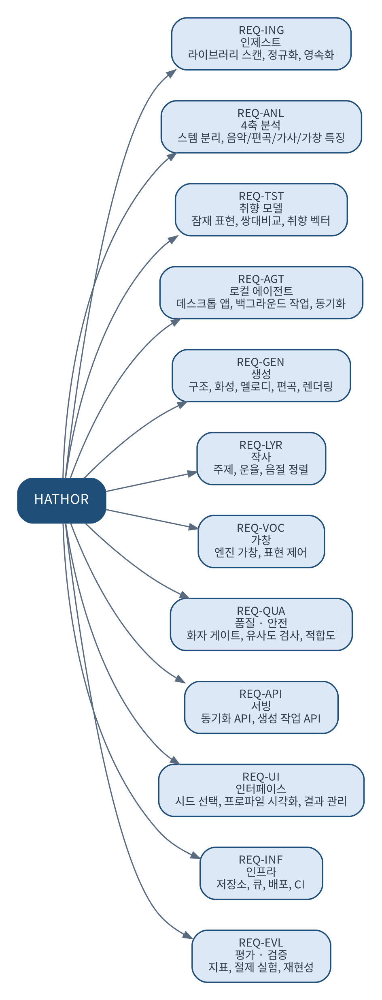 REQ-ING
인제스트
라이브러리 스캔, 정규화, 영속화
REQ-ANL
4축 분석
스템 분리, 음악/편곡/가사/가창 특징
REQ-TST
취향 모델
잠재 표현, 쌍대비교, 취향 벡터
REQ-AGT
로컬 에이전트
데스크톱 앱, 백그라운드 작업, 동기화
REQ-GEN
생성
구조, 화성, 멜로디, 편곡, 렌더링
REQ-LYR
작사
주제, 운율, 음절 정렬
HATHOR
REQ-VOC
가창
엔진 가창, 표현 제어
REQ-QUA
품질 · 안전
화자 게이트, 유사도 검사, 적합도
REQ-API
서빙
동기화 API, 생성 작업 API
REQ-UI
인터페이스
시드 선택, 프로파일 시각화, 결과 관리
REQ-INF
인프라
저장소, 큐, 배포, CI
REQ-EVL
평가 · 검증
지표, 절제 실험, 재현성